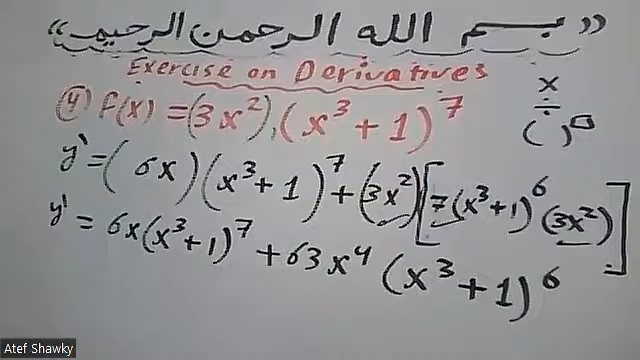 «بسم الله الرحمن الرحيم»
Exercise on Derivatives
④ F(x) = (3x²).(x³ + 1)⁷
x
÷
( )□
y' = (6x)(x³ + 1)⁷ + (3x²)[7(x³+1)⁶(3x²)]
y' = 6x(x³+1)⁷ + 63x⁴(x³+1)⁶
Atef Shawky